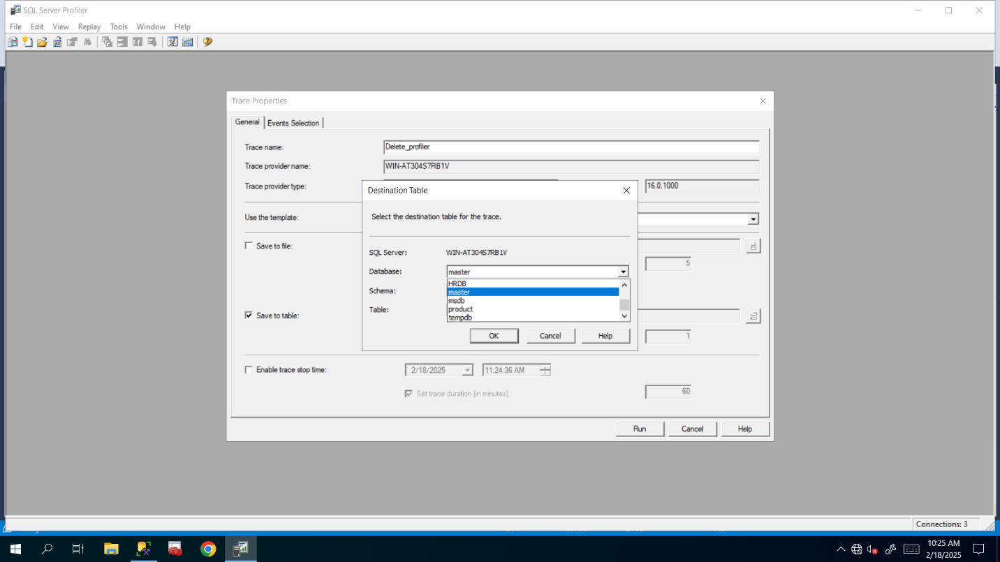 SQL Server Profiler
File Edit View Replay Tools Window Help
Trace Properties
General Events Selection
Trace name: Delete_profiler
Trace provider name: WIN-AT304S7RB1V
Trace provider type: 16.0.1000
Destination Table
Select the destination table for the trace.
Use the template:
Save to file:
SQL Server: WIN-AT304S7RB1V
5
Database: master
HRDB
Schema:
master
msdb
Table:
product
Save to table:
tempdb
OK Cancel Help
1
Enable trace stop time: 2/18/2025 11:24:36 AM
Set trace duration (in minutes): 60
Run Cancel Help
Connections: 3
10:25 AM
2/18/2025